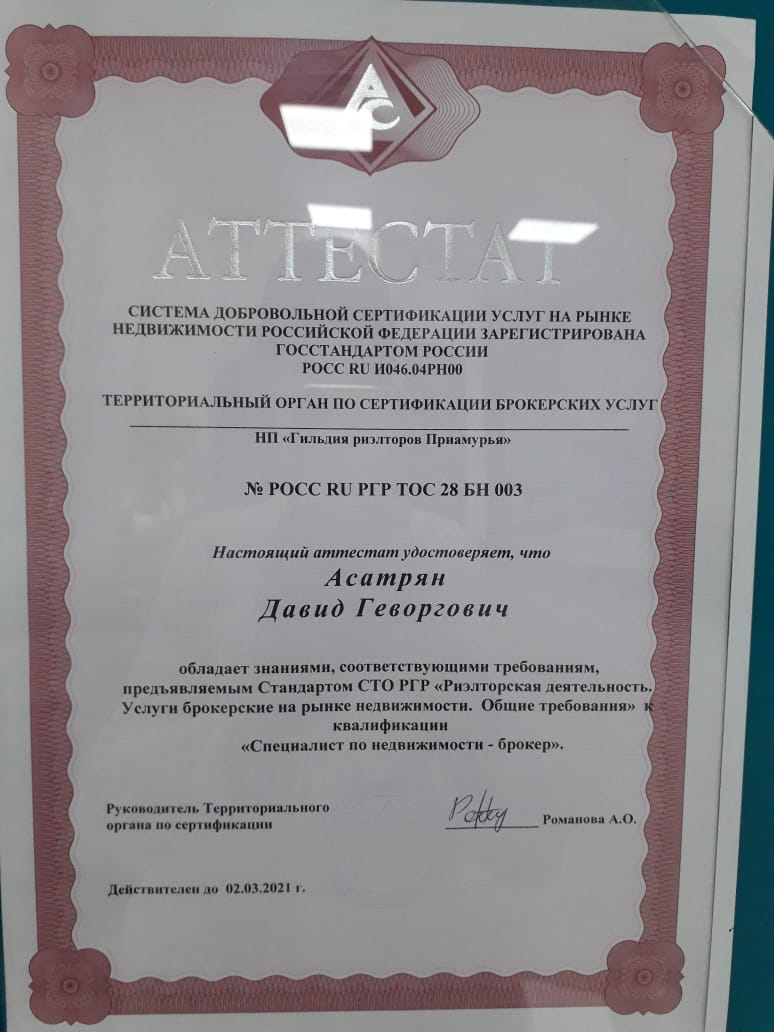 АС
АТТЕСТАТ
СИСТЕМА ДОБРОВОЛЬНОЙ СЕРТИФИКАЦИИ УСЛУГ НА РЫНКЕ
НЕДВИЖИМОСТИ РОССИЙСКОЙ ФЕДЕРАЦИИ ЗАРЕГИСТРИРОВАНА
ГОССТАНДАРТОМ РОССИИ
РОСС RU И046.04РН00
ТЕРРИТОРИАЛЬНЫЙ ОРГАН ПО СЕРТИФИКАЦИИ БРОКЕРСКИХ УСЛУГ
НП «Гильдия риэлторов Приамурья»
№ РОСС RU РГР ТОС 28 БН 003
Настоящий аттестат удостоверяет, что
Асатрян
Давид Геворгович
обладает знаниями, соответствующими требованиям,
предъявляемым Стандартом СТО РГР «Риэлторская деятельность.
Услуги брокерские на рынке недвижимости. Общие требования» к
квалификации
«Специалист по недвижимости - брокер».
Руководитель Территориального
органа по сертификации
Романова А.О.
Действителен до 02.03.2021 г.